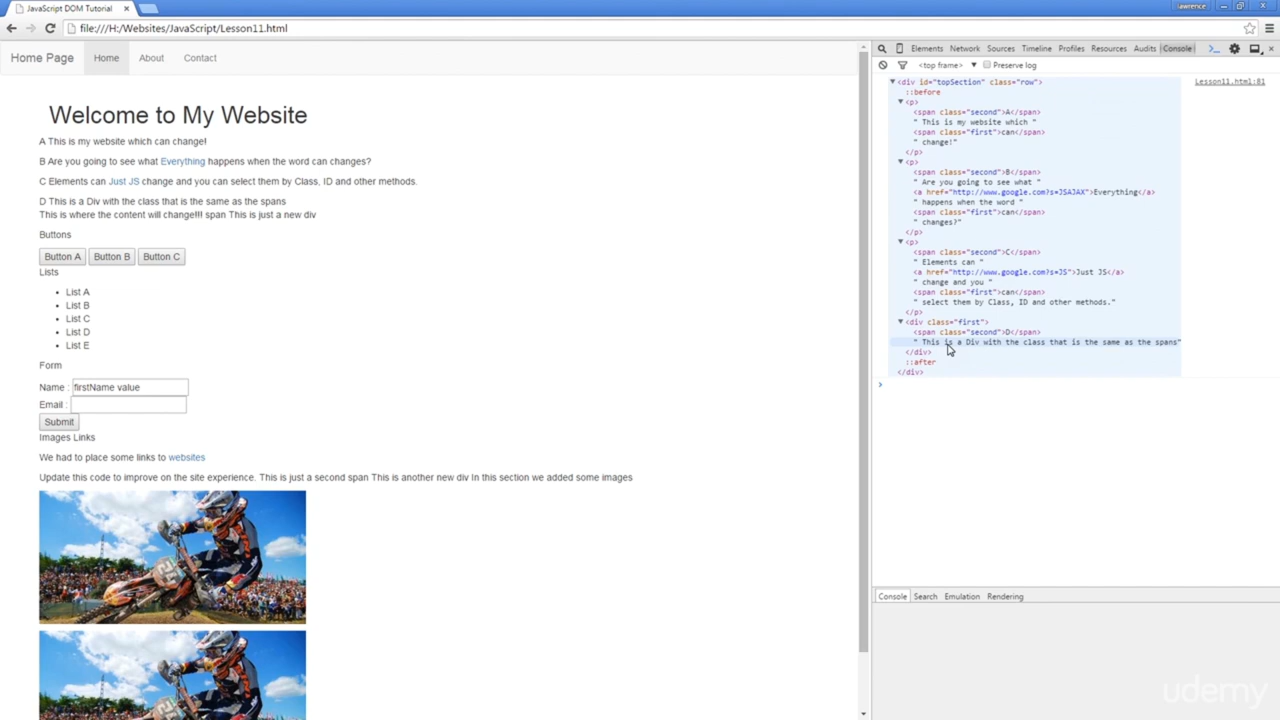 JavaScript DOM Tutorial
lawrence
file:///H:/Websites/JavaScript/Lesson11.html
Home Page Home About Contact
Welcome to My Website
A This is my website which can change!
B Are you going to see what Everything happens when the word can changes?
C Elements can Just JS change and you can select them by Class, ID and other methods.
D This is a Div with the class that is the same as the spans
This is where the content will change!!! span This is just a new div
Buttons
Button A Button B Button C
Lists
List A
List B
List C
List D
List E
Form
Name : firstName value
Email :
Submit
Images Links
We had to place some links to websites
Update this code to improve on the site experience. This is just a second span This is another new div In this section we added some images
Elements Network Sources Timeline Profiles Resources Audits Console
<top frame> Preserve log
<div id="topSection" class="row"> Lesson11.html:81
::before
<p>
<span class="second">A</span>
" This is my website which "
<span class="first">can</span>
" change!"
</p>
<p>
<span class="second">B</span>
" Are you going to see what "
<a href="http://www.google.com?s=JSAJAX">Everything</a>
" happens when the word "
<span class="first">can</span>
" changes?"
</p>
<p>
<span class="second">C</span>
" Elements can "
<a href="http://www.google.com?s=JS">Just JS</a>
" change and you "
<span class="first">can</span>
" select them by Class, ID and other methods."
</p>
<div class="first">
<span class="second">D</span>
" This is a Div with the class that is the same as the spans"
</div>
::after
</div>
Console Search Emulation Rendering
udemy